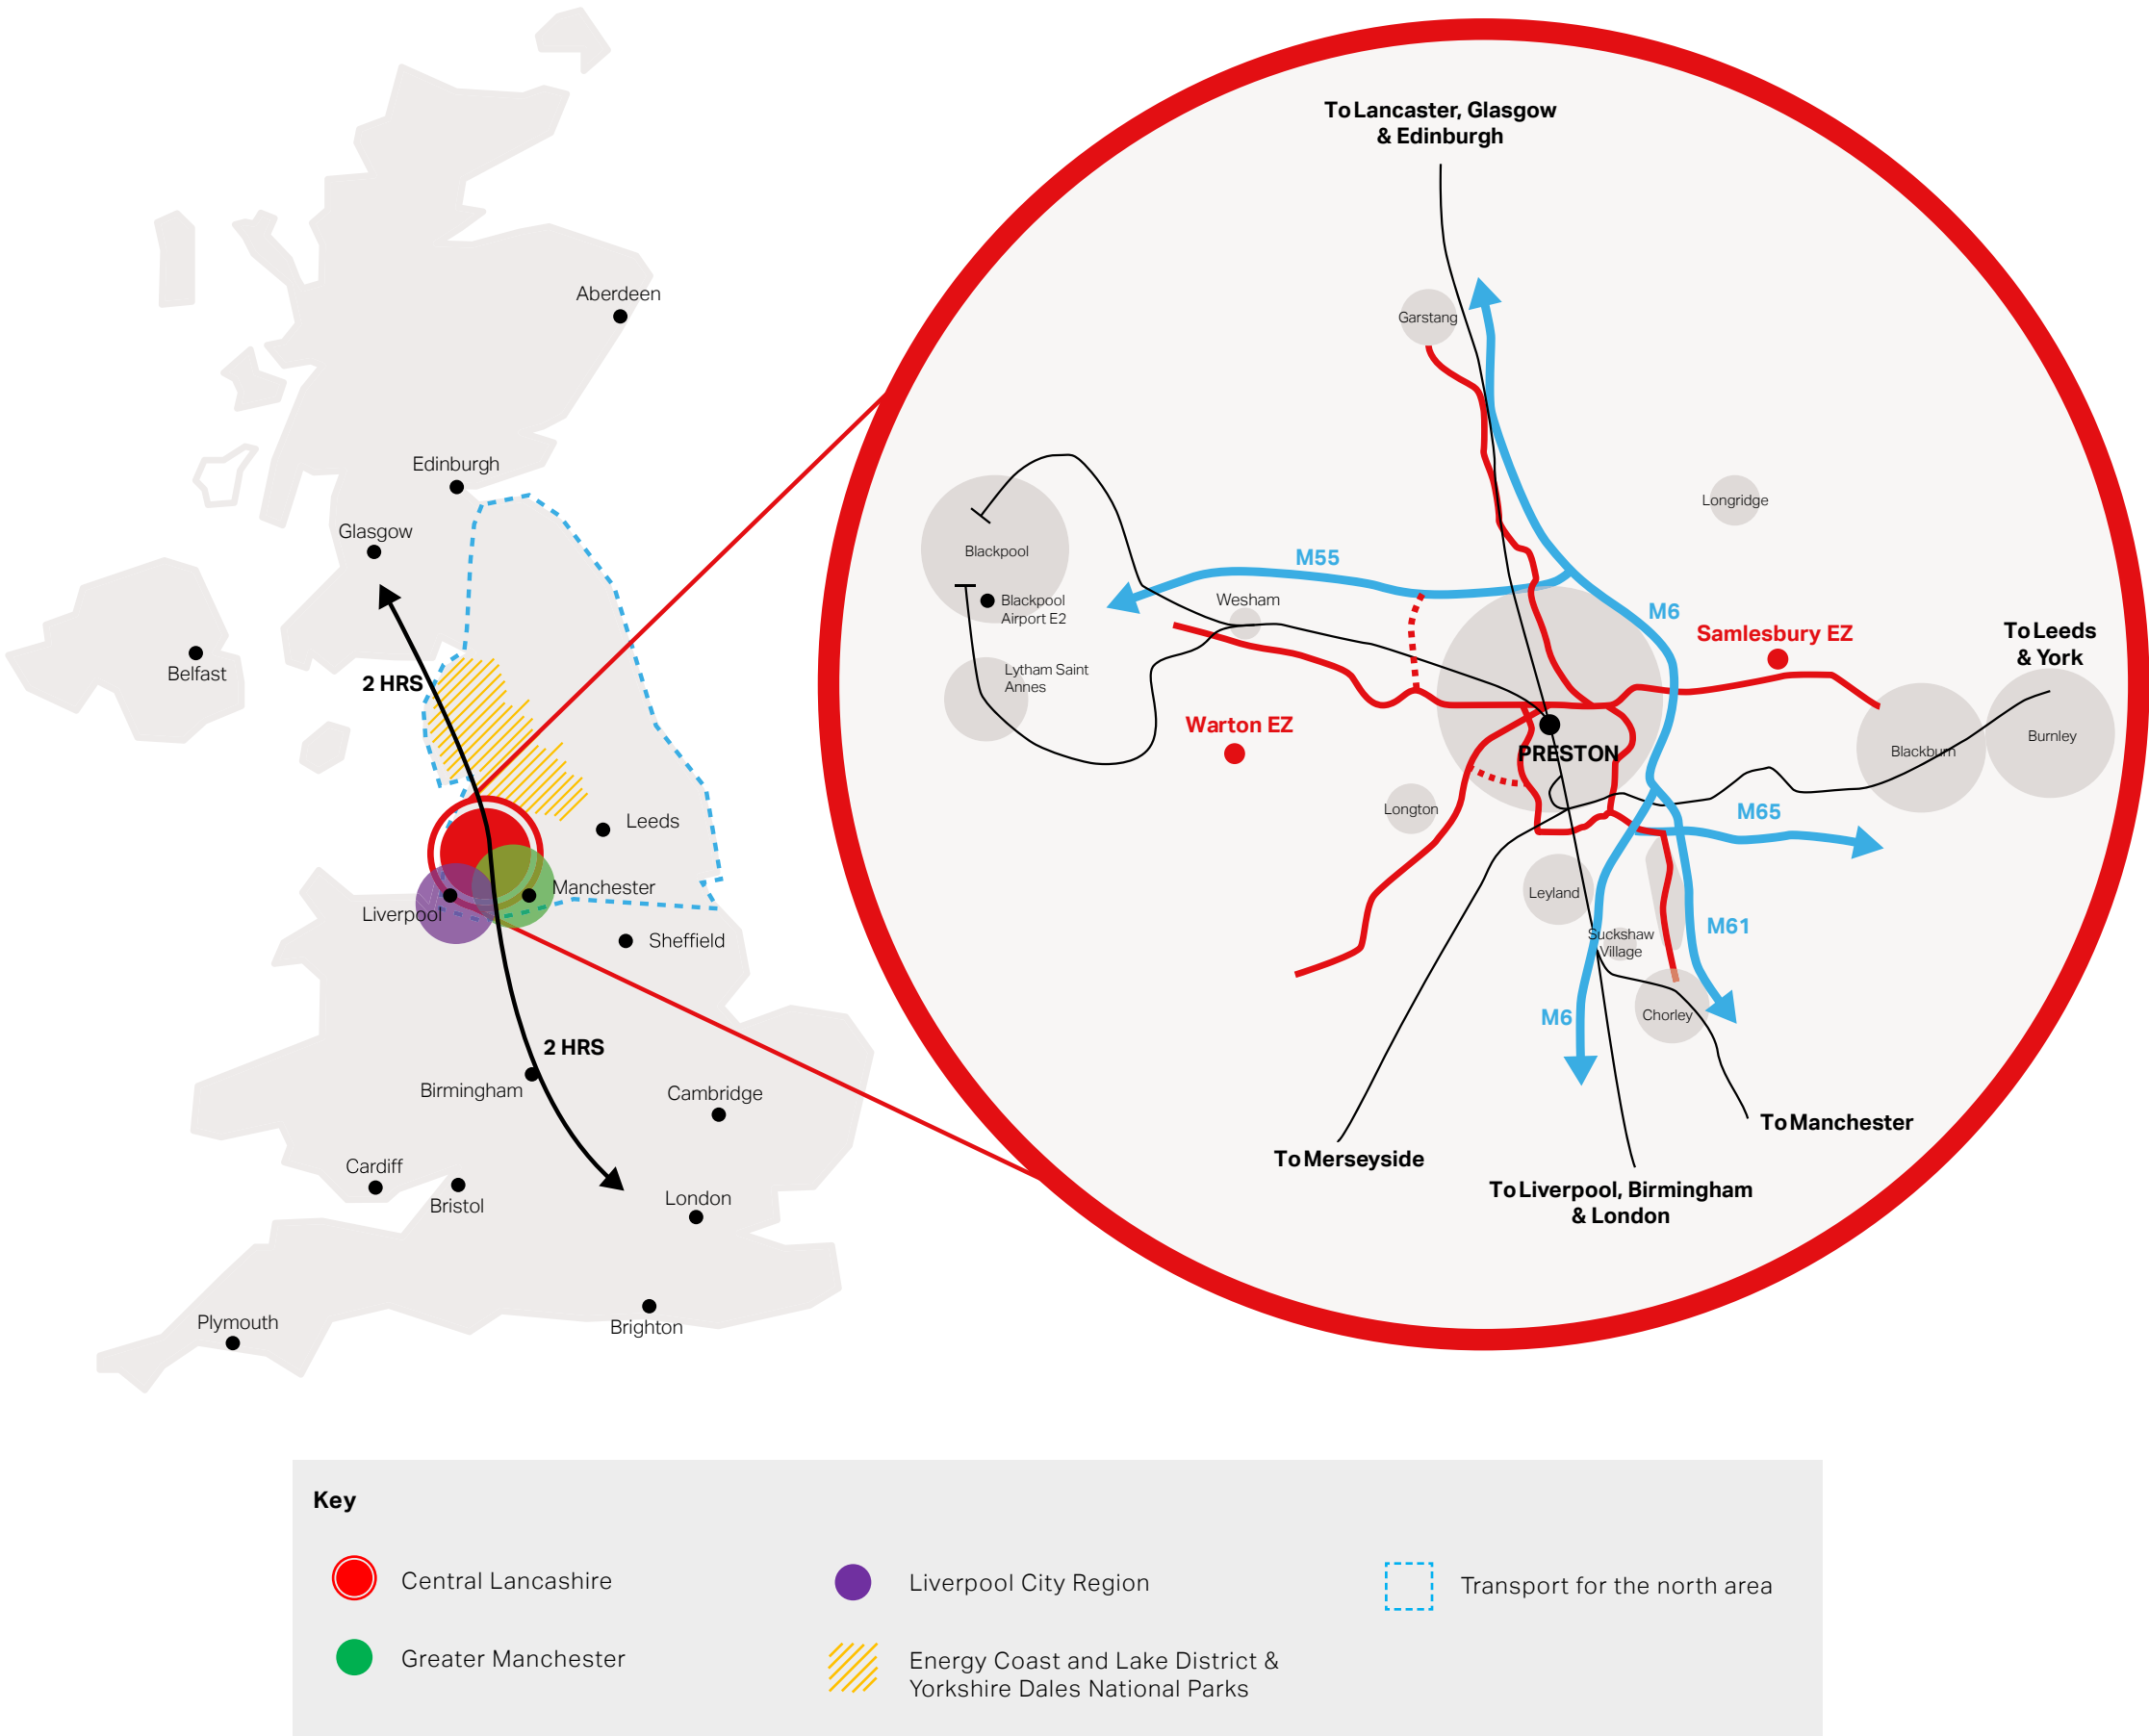 Aberdeen
Edinburgh
Glasgow
Belfast
2 HRS
Leeds
Manchester
Liverpool
Sheffield
2 HRS
Birmingham
Cambridge
Cardiff
Bristol
London
Plymouth
Brighton
To Lancaster, Glasgow
& Edinburgh
Garstang
Longridge
Blackpool
M55
Blackpool
Airport E2
Wesham
M6
Samlesbury EZ
To Leeds
& York
Lytham Saint
Annes
Warton EZ
PRESTON
Blackburn
Burnley
Longton
M65
Leyland
M61
Suckshaw
Village
M6
Chorley
To Manchester
To Merseyside
To Liverpool, Birmingham
& London
Key
Central Lancashire
Liverpool City Region
Transport for the north area
Greater Manchester
Energy Coast and Lake District &
Yorkshire Dales National Parks